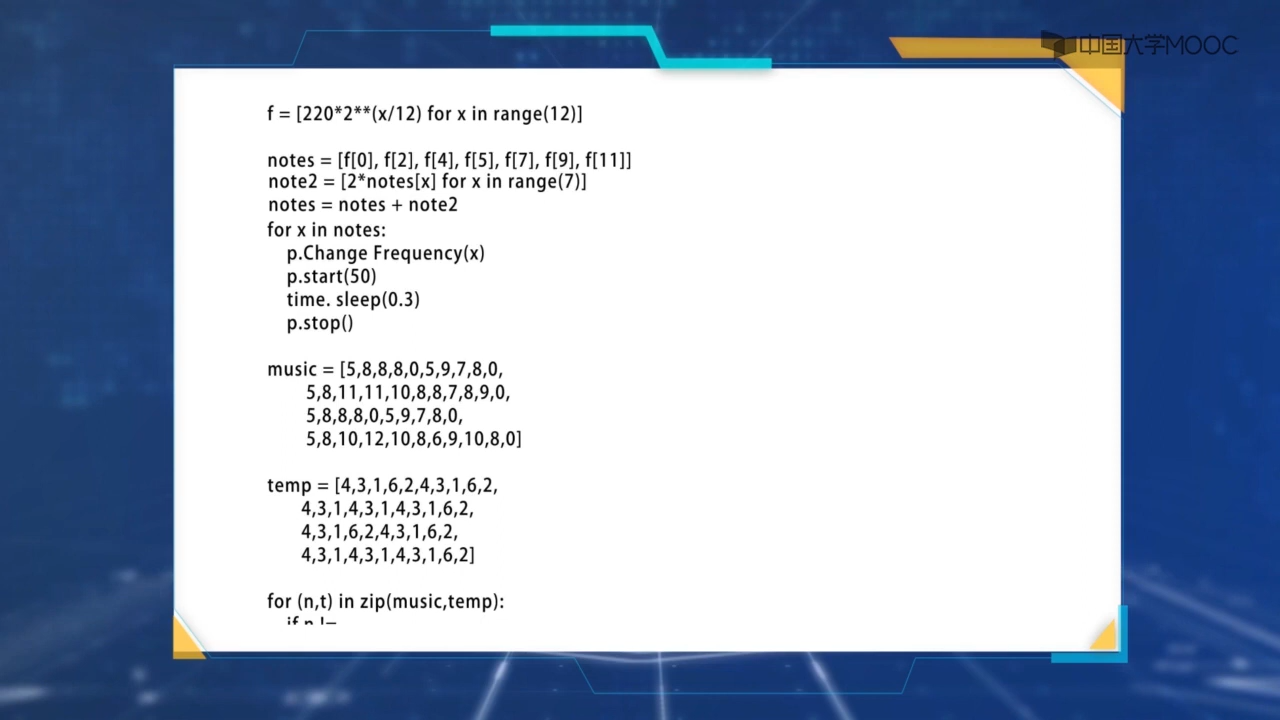 中国大学MOOC
f = [220*2**(x/12) for x in range(12)]
notes = [f[0], f[2], f[4], f[5], f[7], f[9], f[11]]
note2 = [2*notes[x] for x in range(7)]
notes = notes + note2
for x in notes:
p.Change Frequency(x)
p.start(50)
time. sleep(0.3)
p.stop()
music = [5,8,8,8,0,5,9,7,8,0,
5,8,11,11,10,8,8,7,8,9,0,
5,8,8,8,0,5,9,7,8,0,
5,8,10,12,10,8,6,9,10,8,0]
temp = [4,3,1,6,2,4,3,1,6,2,
4,3,1,4,3,1,4,3,1,6,2,
4,3,1,6,2,4,3,1,6,2,
4,3,1,4,3,1,4,3,1,6,2]
for (n,t) in zip(music,temp):
if n !=